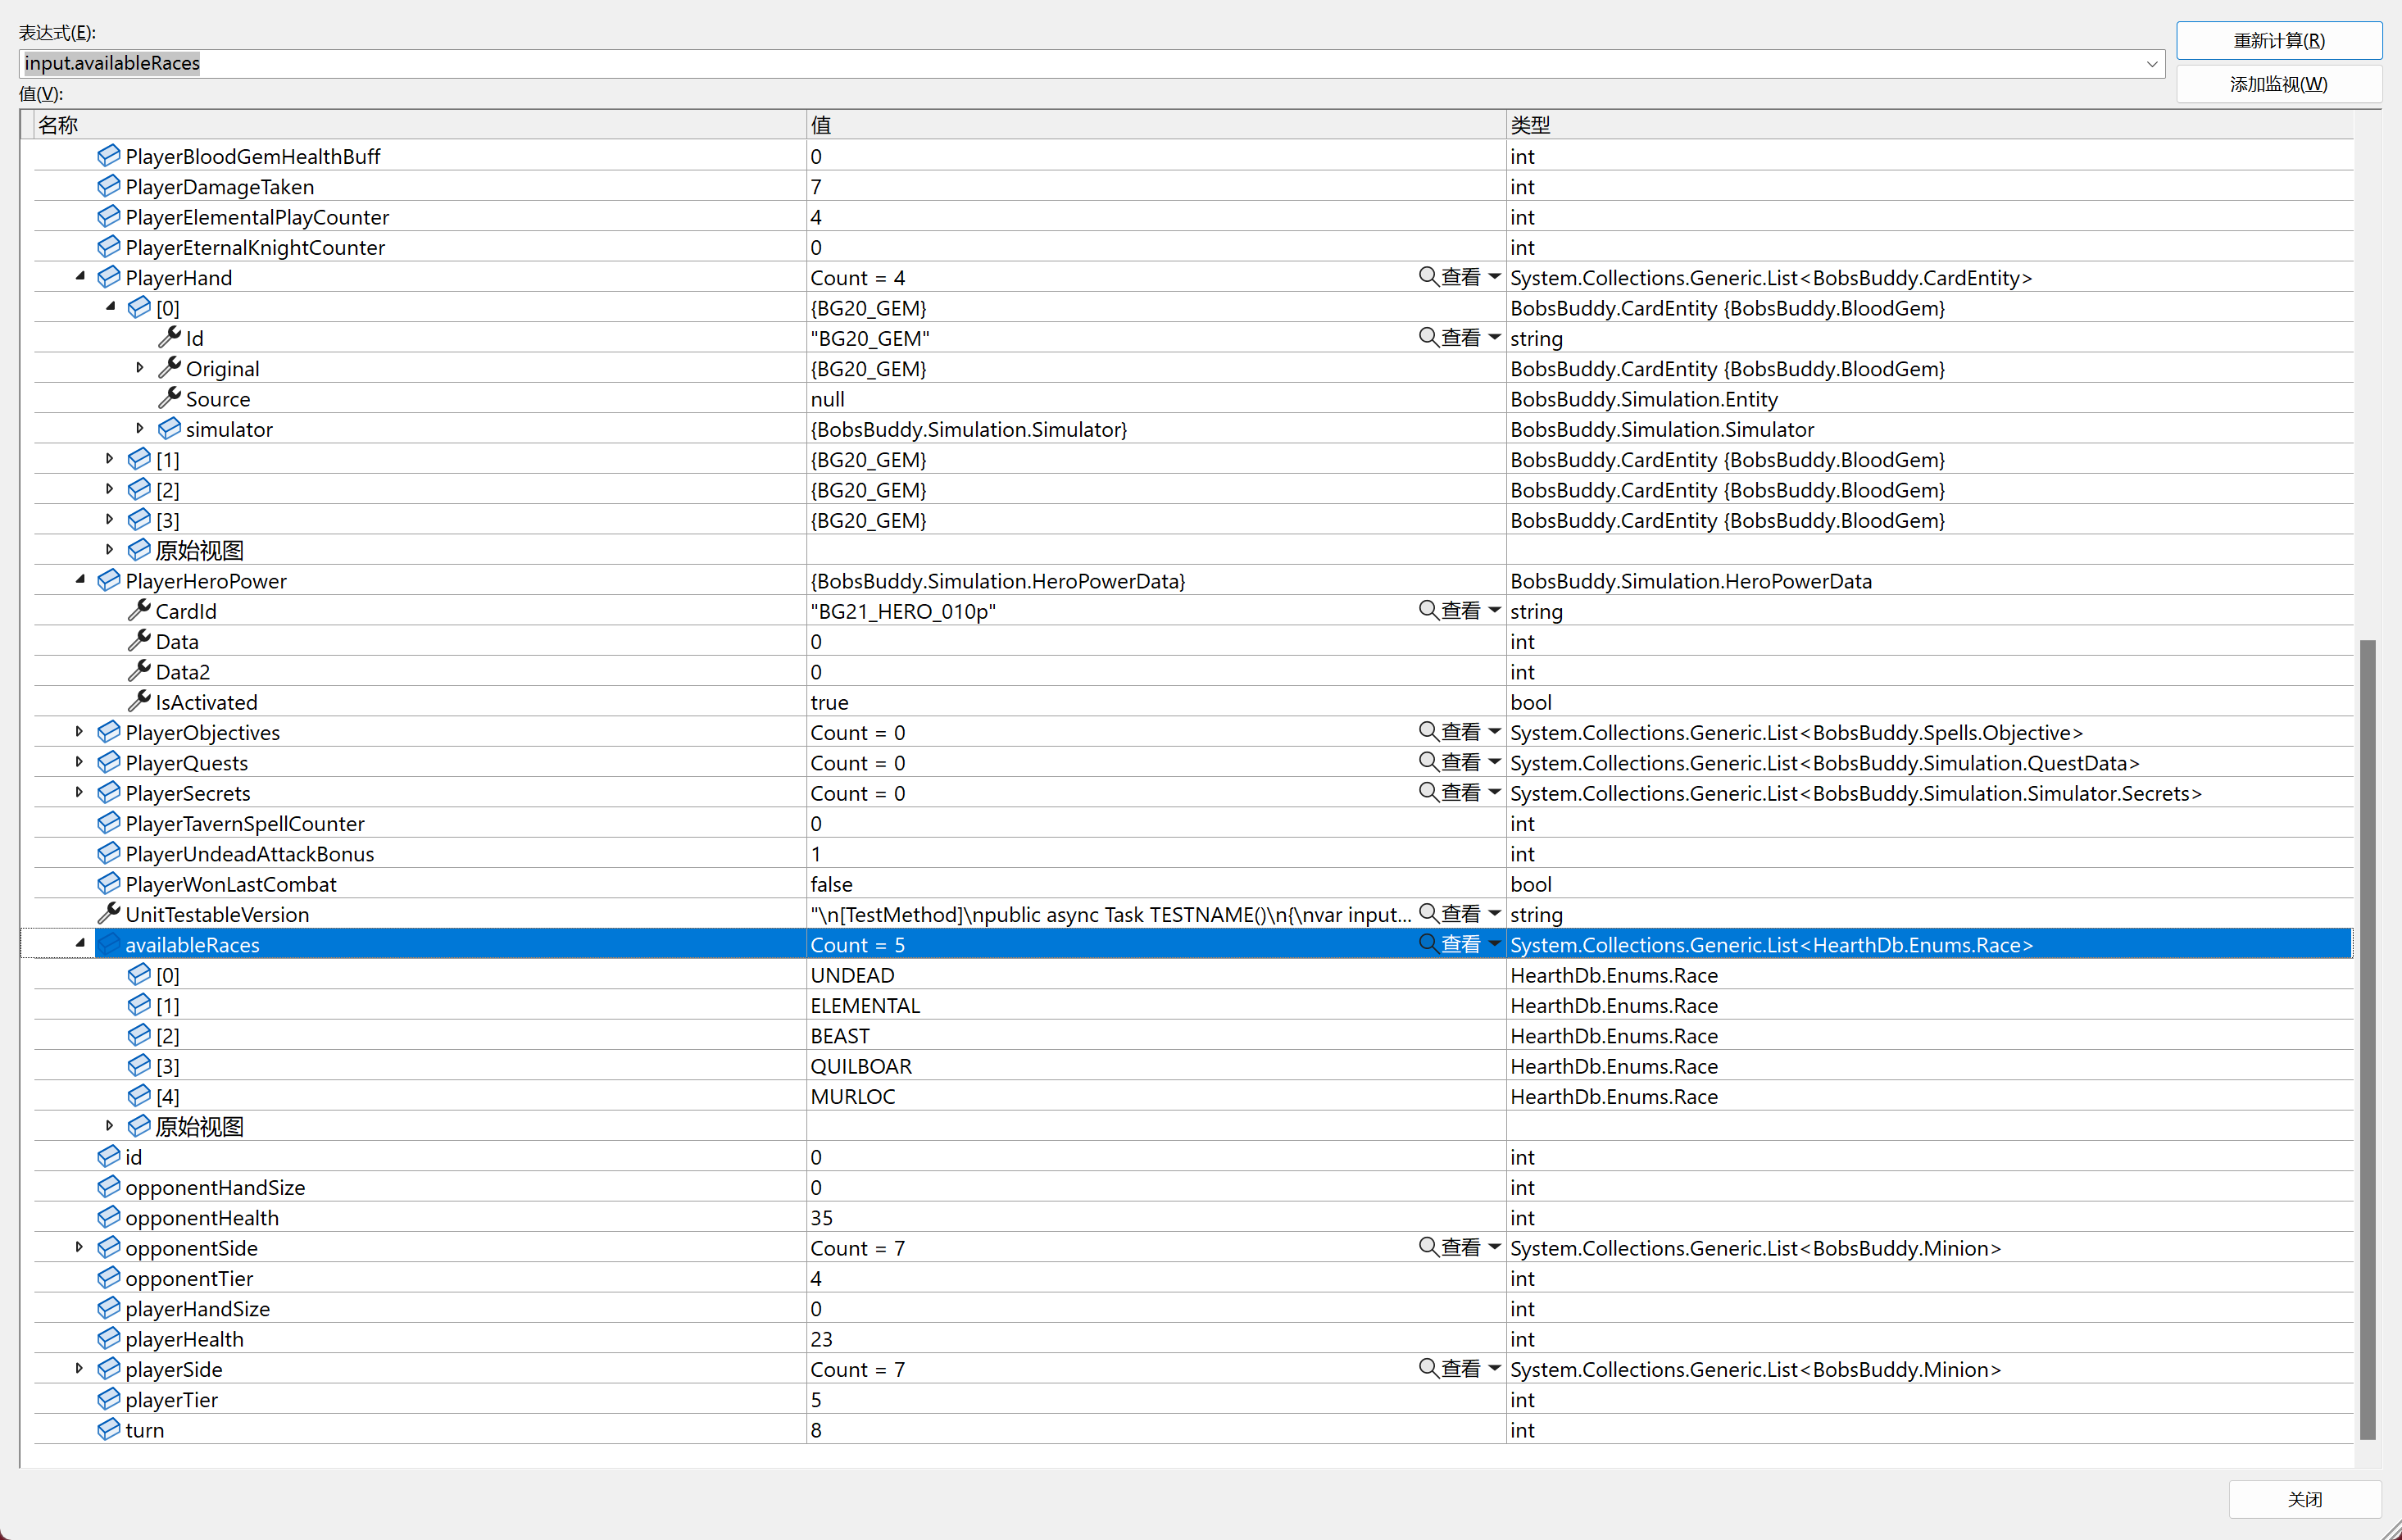 表达式(E):
input.availableRaces
重新计算(R)
添加监视(W)
值(V):
名称 值 类型
PlayerBloodGemHealthBuff 0 int
PlayerDamageTaken 7 int
PlayerElementalPlayCounter 4 int
PlayerEternalKnightCounter 0 int
PlayerHand Count = 4 查看 System.Collections.Generic.List<BobsBuddy.CardEntity>
[0] {BG20_GEM} BobsBuddy.CardEntity {BobsBuddy.BloodGem}
Id "BG20_GEM" 查看 string
Original {BG20_GEM} BobsBuddy.CardEntity {BobsBuddy.BloodGem}
Source null BobsBuddy.Simulation.Entity
simulator {BobsBuddy.Simulation.Simulator} BobsBuddy.Simulation.Simulator
[1] {BG20_GEM} BobsBuddy.CardEntity {BobsBuddy.BloodGem}
[2] {BG20_GEM} BobsBuddy.CardEntity {BobsBuddy.BloodGem}
[3] {BG20_GEM} BobsBuddy.CardEntity {BobsBuddy.BloodGem}
原始视图
PlayerHeroPower {BobsBuddy.Simulation.HeroPowerData} BobsBuddy.Simulation.HeroPowerData
CardId "BG21_HERO_010p" 查看 string
Data 0 int
Data2 0 int
IsActivated true bool
PlayerObjectives Count = 0 查看 System.Collections.Generic.List<BobsBuddy.Spells.Objective>
PlayerQuests Count = 0 查看 System.Collections.Generic.List<BobsBuddy.Simulation.QuestData>
PlayerSecrets Count = 0 查看 System.Collections.Generic.List<BobsBuddy.Simulation.Simulator.Secrets>
PlayerTavernSpellCounter 0 int
PlayerUndeadAttackBonus 1 int
PlayerWonLastCombat false bool
UnitTestableVersion "\n[TestMethod]\npublic async Task TESTNAME()\n{\nvar input... 查看 string
availableRaces Count = 5 查看 System.Collections.Generic.List<HearthDb.Enums.Race>
[0] UNDEAD HearthDb.Enums.Race
[1] ELEMENTAL HearthDb.Enums.Race
[2] BEAST HearthDb.Enums.Race
[3] QUILBOAR HearthDb.Enums.Race
[4] MURLOC HearthDb.Enums.Race
原始视图
id 0 int
opponentHandSize 0 int
opponentHealth 35 int
opponentSide Count = 7 查看 System.Collections.Generic.List<BobsBuddy.Minion>
opponentTier 4 int
playerHandSize 0 int
playerHealth 23 int
playerSide Count = 7 查看 System.Collections.Generic.List<BobsBuddy.Minion>
playerTier 5 int
turn 8 int
关闭